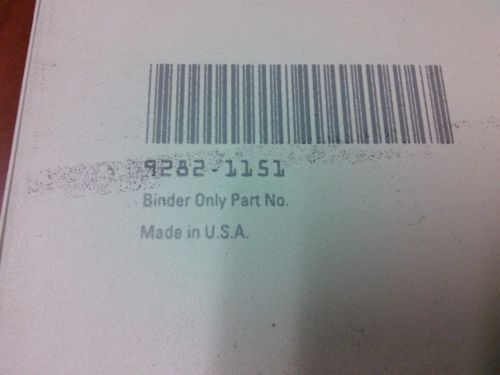 9282-1151
Binder Only Part No.
Made in U.S.A.